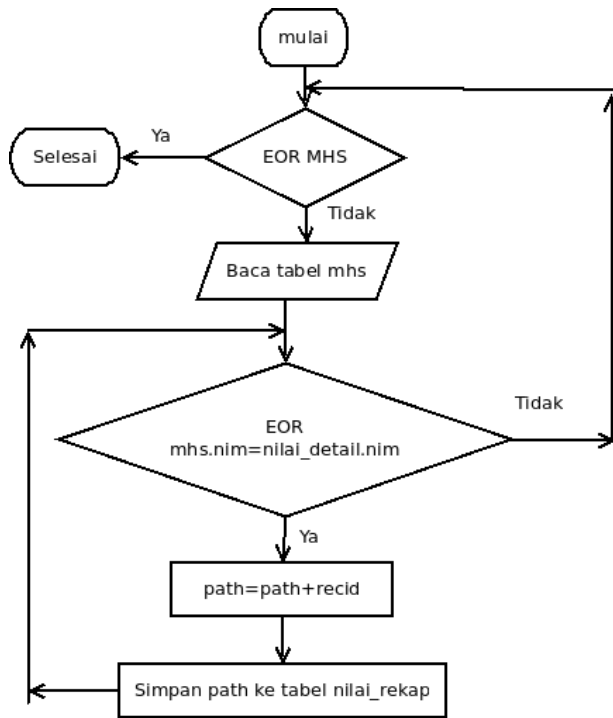 mulai
Ya
Selesai
EOR MHS
Tidak
Baca tabel mhs
EOR
mhs.nim=nilai_detail.nim
Tidak
Ya
path=path+recid
Simpan path ke tabel nilai_rekap